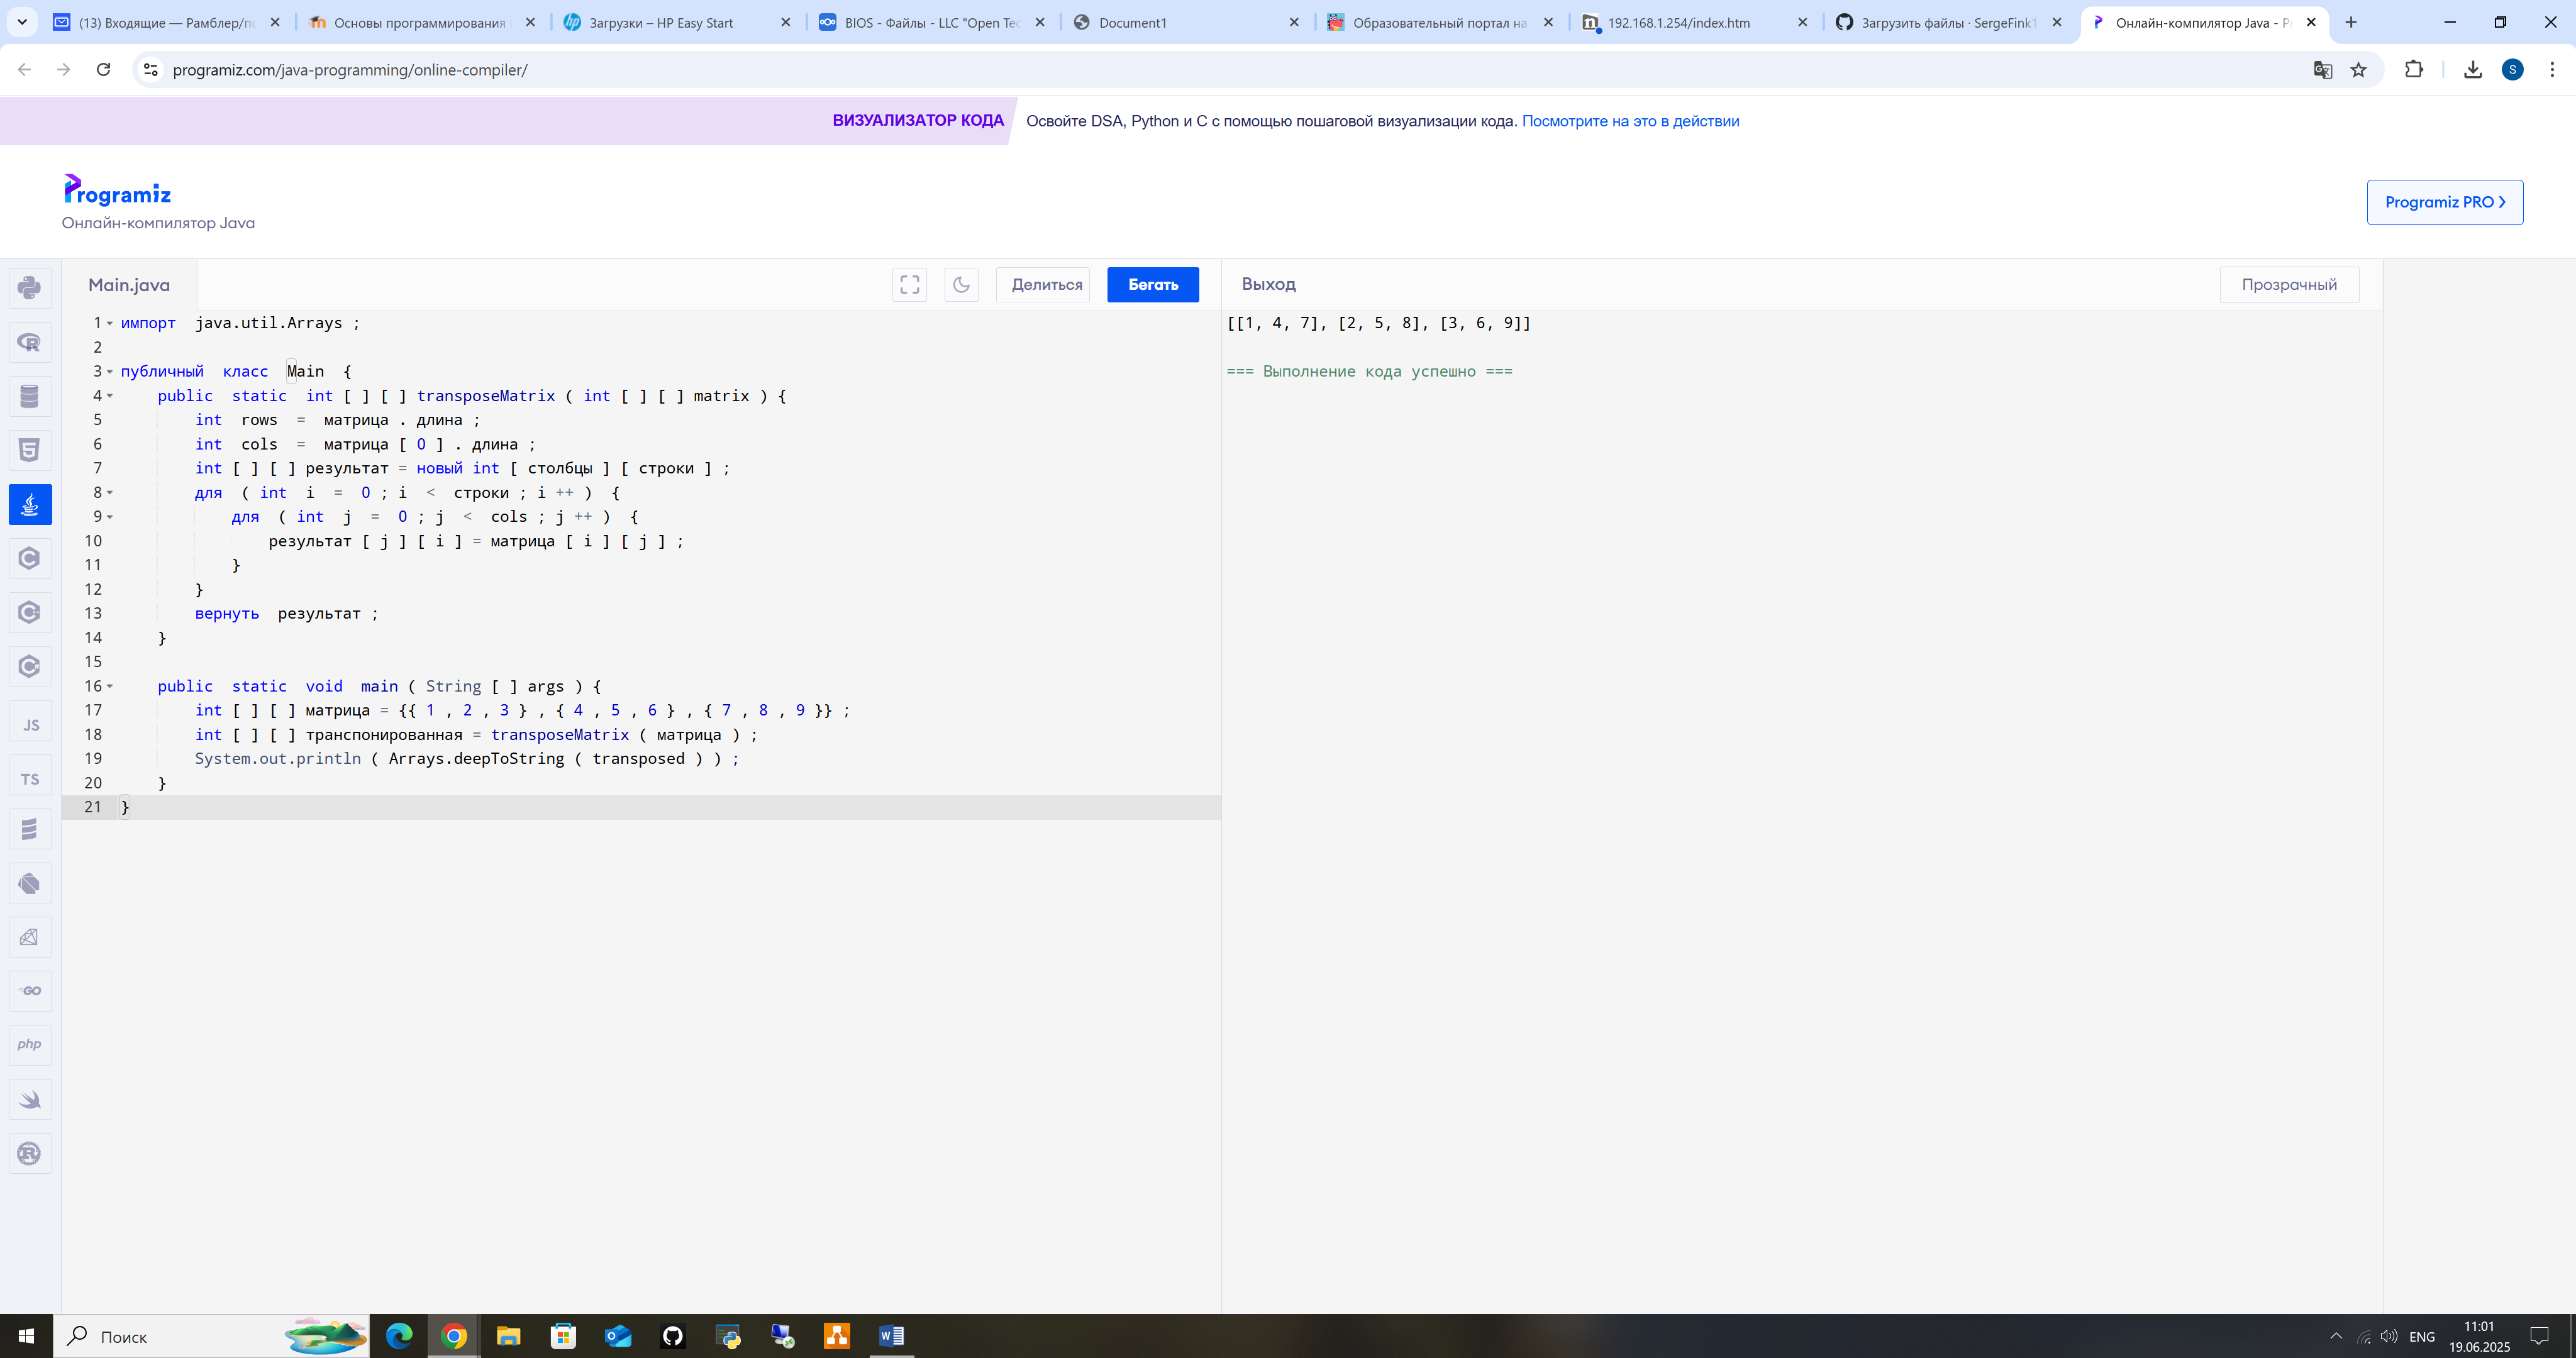 (13) Входящие — Рамблер/по
Основы программирования
Загрузки – HP Easy Start
BIOS - Файлы - LLC "Open Tec
Document1
Образовательный портал на
192.168.1.254/index.htm
Загрузить файлы · SergeFink1
Онлайн-компилятор Java - Pr
programiz.com/java-programming/online-compiler/
S
ВИЗУАЛИЗАТОР КОДА
Освойте DSA, Python и C с помощью пошаговой визуализации кода. Посмотрите на это в действии
Programiz
Онлайн-компилятор Java
Programiz PRO
Main.java
Делиться
Бегать
Выход
Прозрачный
1 импорт java.util.Arrays ;
2
3 публичный класс Main {
4 public static int [ ] [ ] transposeMatrix ( int [ ] [ ] matrix ) {
5 int rows = матрица . длина ;
6 int cols = матрица [ 0 ] . длина ;
7 int [ ] [ ] результат = новый int [ столбцы ] [ строки ] ;
8 для ( int i = 0 ; i < строки ; i ++ ) {
9 для ( int j = 0 ; j < cols ; j ++ ) {
10 результат [ j ] [ i ] = матрица [ i ] [ j ] ;
11 }
12 }
13 вернуть результат ;
14 }
15
16 public static void main ( String [ ] args ) {
17 int [ ] [ ] матрица = {{ 1 , 2 , 3 } , { 4 , 5 , 6 } , { 7 , 8 , 9 }} ;
18 int [ ] [ ] транспонированная = transposeMatrix ( матрица ) ;
19 System.out.println ( Arrays.deepToString ( transposed ) ) ;
20 }
21 }
[[1, 4, 7], [2, 5, 8], [3, 6, 9]]
=== Выполнение кода успешно ===
JS
TS
GO
php
Поиск
ENG
11:01
19.06.2025